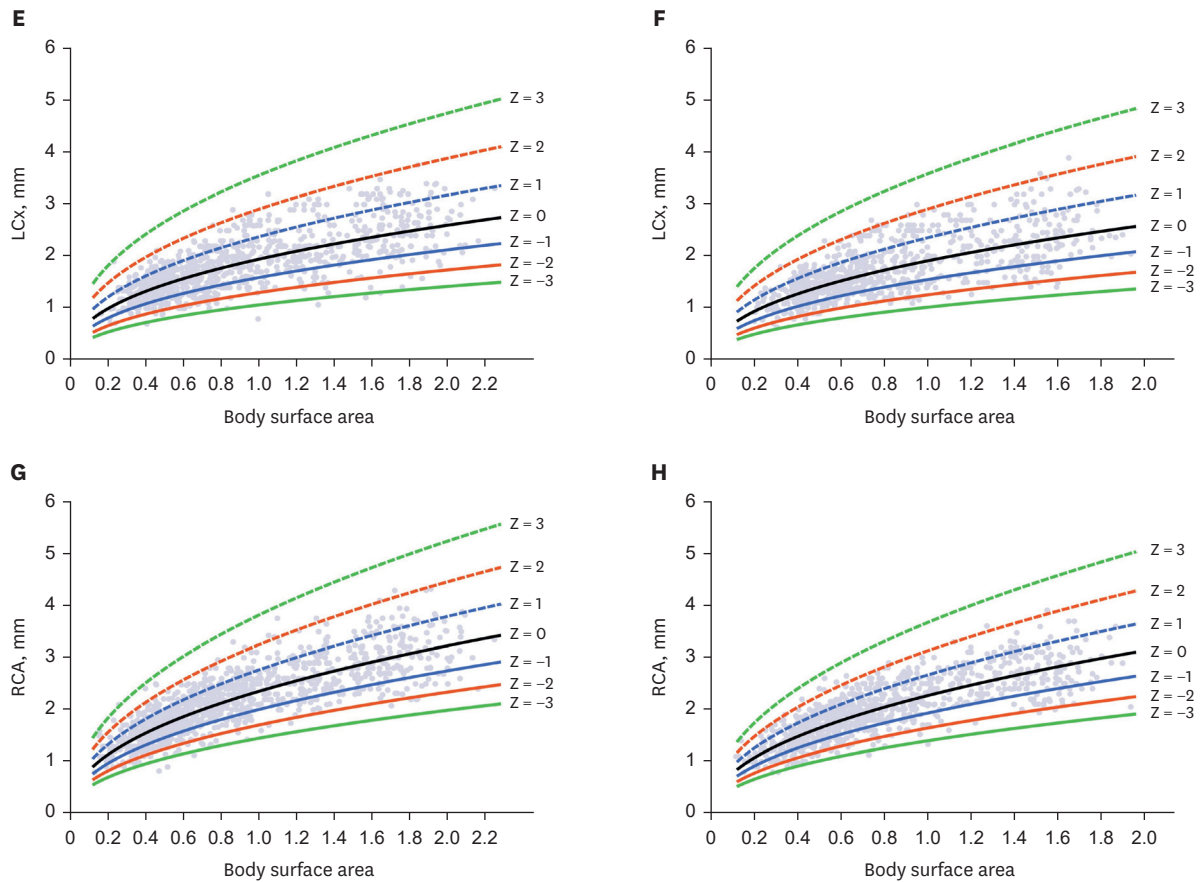 E
6
5
4
3
2
1
0
LCx, mm
Z = 3
Z = 2
Z = 1
Z = 0
Z = −1
Z = −2
Z = −3
0 0.2 0.4 0.6 0.8 1.0 1.2 1.4 1.6 1.8 2.0 2.2
Body surface area
F
6
5
4
3
2
1
0
LCx, mm
Z = 3
Z = 2
Z = 1
Z = 0
Z = −1
Z = −2
Z = −3
0 0.2 0.4 0.6 0.8 1.0 1.2 1.4 1.6 1.8 2.0
Body surface area
G
6
5
4
3
2
1
0
RCA, mm
Z = 3
Z = 2
Z = 1
Z = 0
Z = −1
Z = −2
Z = −3
0 0.2 0.4 0.6 0.8 1.0 1.2 1.4 1.6 1.8 2.0 2.2
Body surface area
H
6
5
4
3
2
1
0
RCA, mm
Z = 3
Z = 2
Z = 1
Z = 0
Z = −1
Z = −2
Z = −3
0 0.2 0.4 0.6 0.8 1.0 1.2 1.4 1.6 1.8 2.0
Body surface area